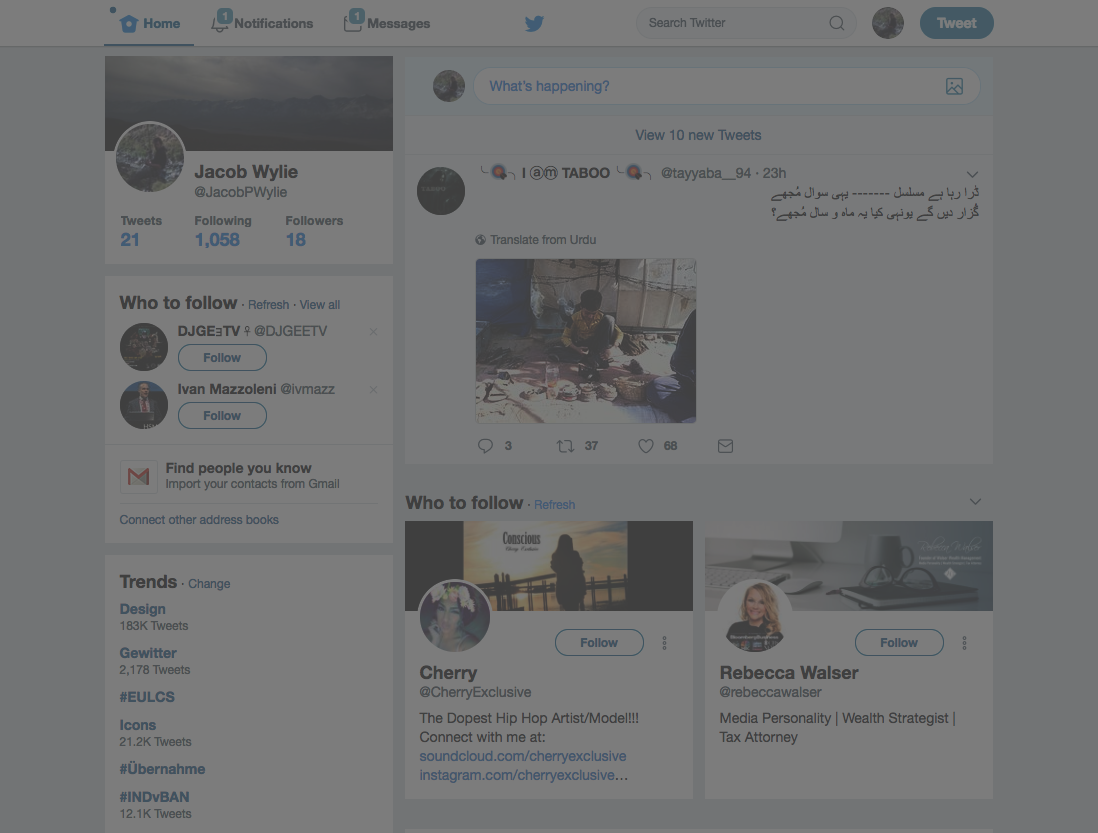 Home
1
Notifications
1
Messages
Search Twitter
Tweet
Jacob Wylie
@JacobPWylie
Tweets Following Followers
21 1,058 18
Who to follow · Refresh · View all
DJGEƎTV @DJGEETV
Follow
Ivan Mazzoleni @ivmazz
Follow
Find people you know
Import your contacts from Gmail
Connect other address books
Trends · Change
Design
183K Tweets
Gewitter
2,178 Tweets
#EULCS
Icons
21.2K Tweets
#Übernahme
#INDvBAN
12.1K Tweets
What's happening?
View 10 new Tweets
TABOO
I ⓐⓜ TABOO @tayyaba__94 · 23h
ڈرا رہا ہے مسلسل ------- یہی سوال مُجھے
گُزار دیں گے یونہی کیا یہ ماہ و سال مُجھے؟
Translate from Urdu
3 37 68
Who to follow · Refresh
Conscious
Follow
Cherry
@CherryExclusive
The Dopest Hip Hop Artist/Model!!!
Connect with me at:
soundcloud.com/cherryexclusive
instagram.com/cherryexclusive…
Rebecca Walser
Follow
Rebecca Walser
@rebeccawalser
Media Personality | Wealth Strategist |
Tax Attorney